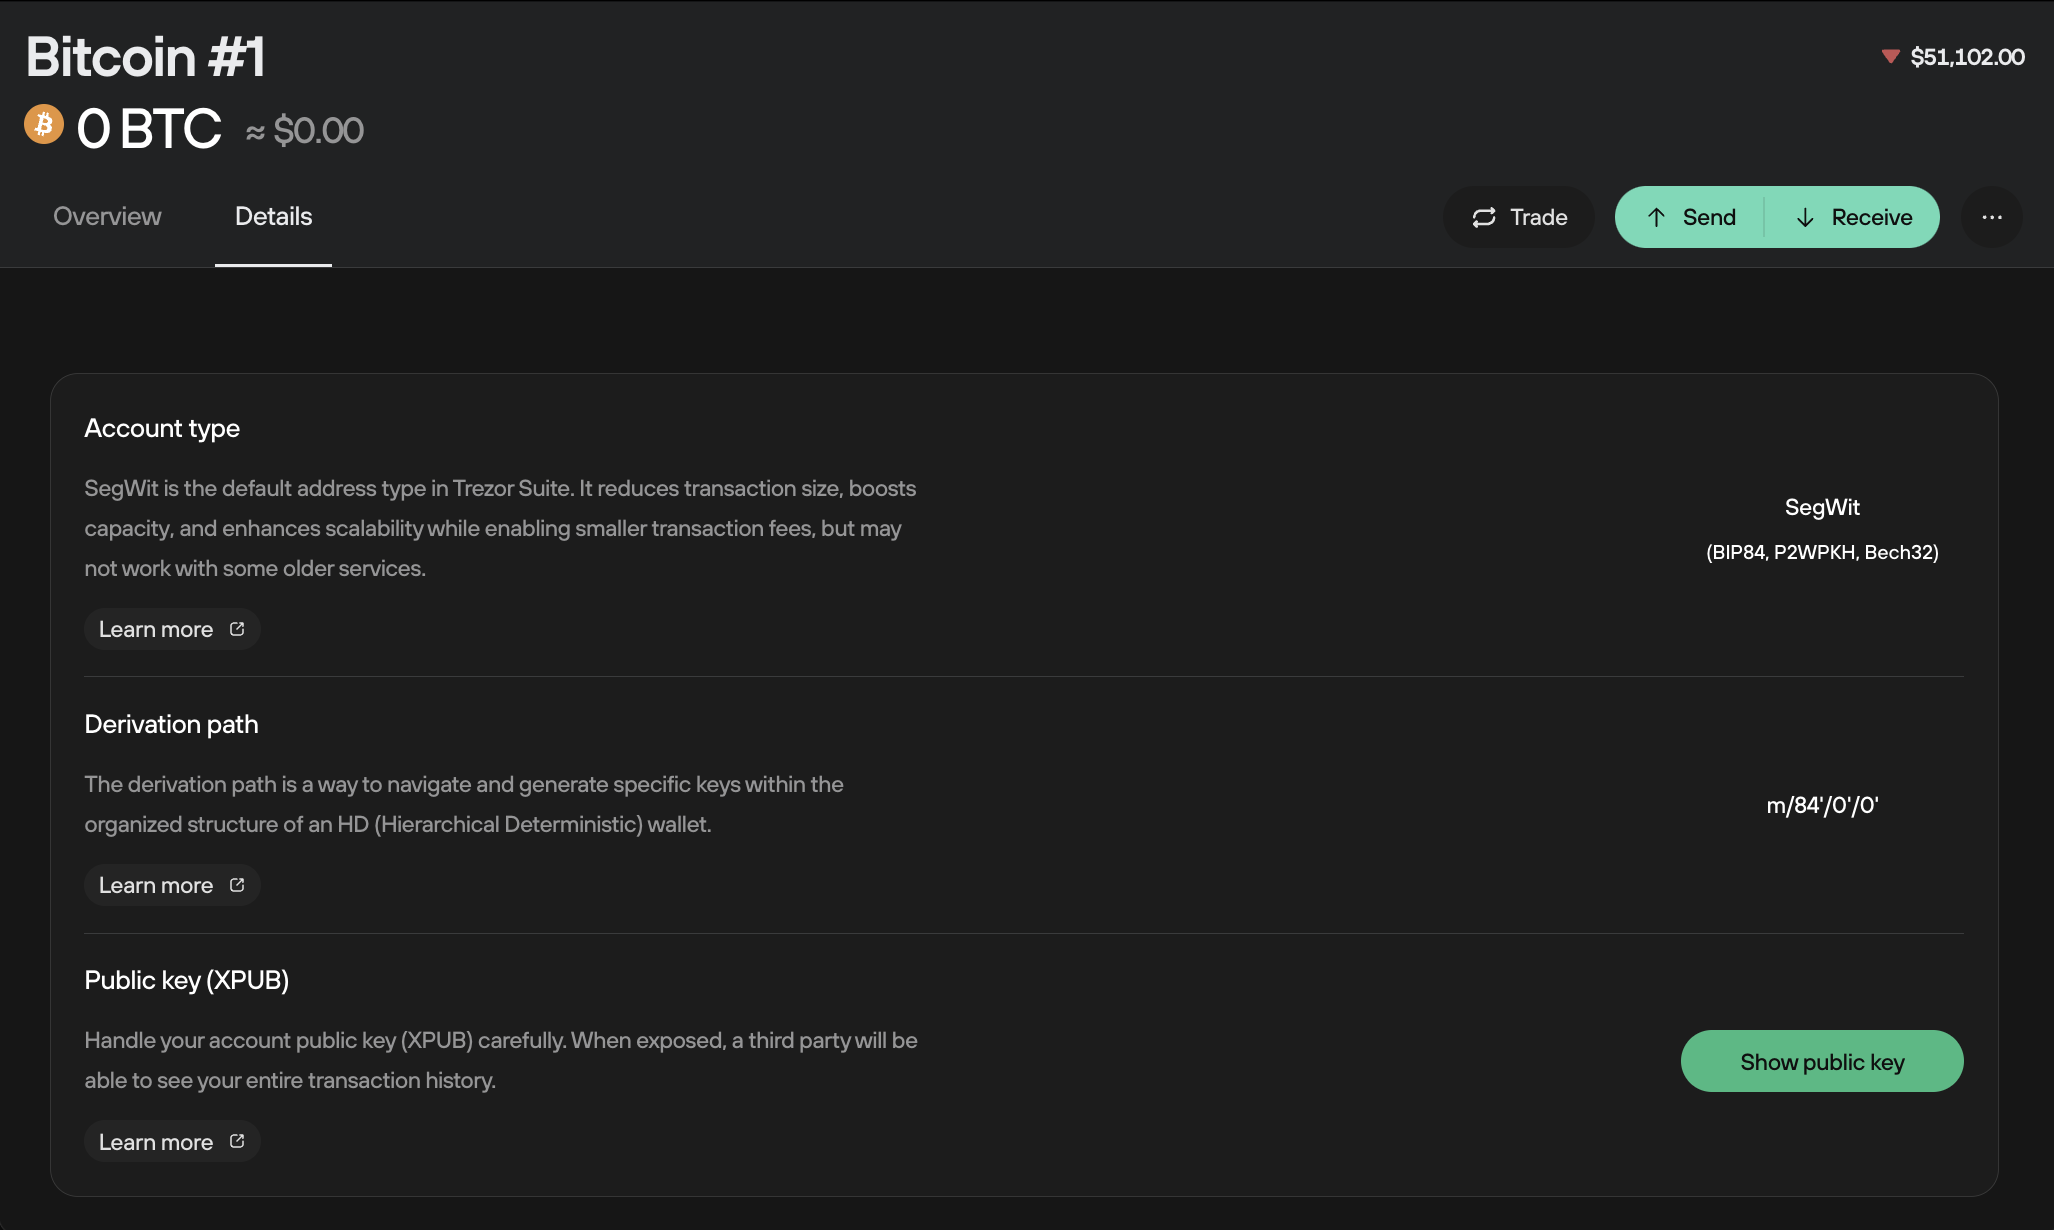 Bitcoin #1
$51,102.00
0 BTC ≈ $0.00
Overview
Details
Trade
Send
Receive
Account type
SegWit is the default address type in Trezor Suite. It reduces transaction size, boosts
capacity, and enhances scalability while enabling smaller transaction fees, but may
not work with some older services.
Learn more
SegWit
(BIP84, P2WPKH, Bech32)
Derivation path
The derivation path is a way to navigate and generate specific keys within the
organized structure of an HD (Hierarchical Deterministic) wallet.
Learn more
m/84'/0'/0'
Public key (XPUB)
Handle your account public key (XPUB) carefully. When exposed, a third party will be
able to see your entire transaction history.
Learn more
Show public key